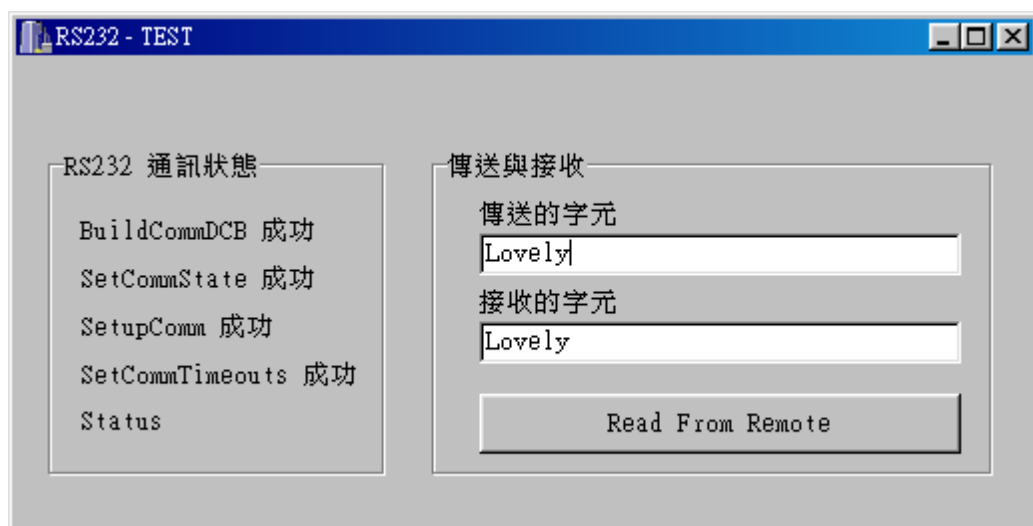 RS232 - TEST
RS232 通訊狀態
BuildCommDCB 成功
SetCommState 成功
SetupComm 成功
SetCommTimeouts 成功
Status
傳送與接收
傳送的字元
Lovely
接收的字元
Lovely
Read From Remote